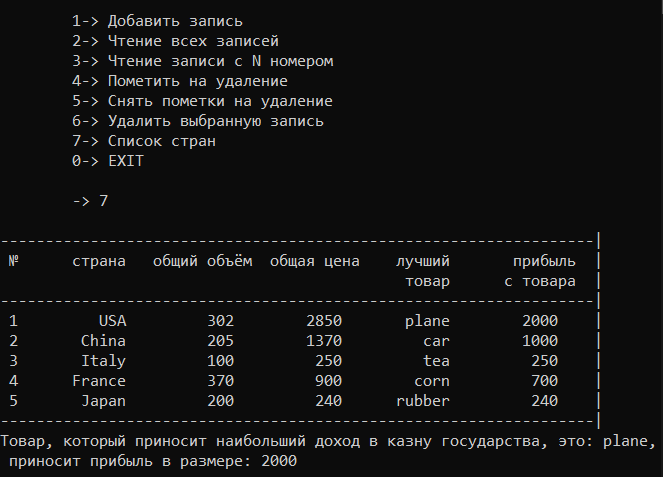 1-> Добавить запись
2-> Чтение всех записей
3-> Чтение записи с N номером
4-> Пометить на удаление
5-> Снять пометки на удаление
6-> Удалить выбранную запись
7-> Список стран
0-> EXIT
-> 7
------------------------------------------------------------------|
№ страна общий объём общая цена лучший прибыль |
товар с товара |
------------------------------------------------------------------|
1 USA 302 2850 plane 2000 |
2 China 205 1370 car 1000 |
3 Italy 100 250 tea 250 |
4 France 370 900 corn 700 |
5 Japan 200 240 rubber 240 |
------------------------------------------------------------------|
Товар, который приносит наибольший доход в казну государства, это: plane,
приносит прибыль в размере: 2000